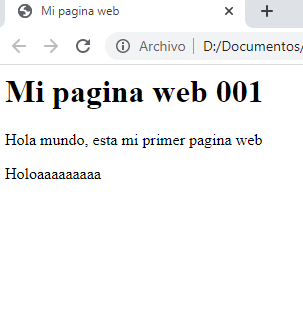 Mi pagina web
Archivo | D:/Documentos/
Mi pagina web 001
Hola mundo, esta mi primer pagina web
Holoaaaaaaaaa